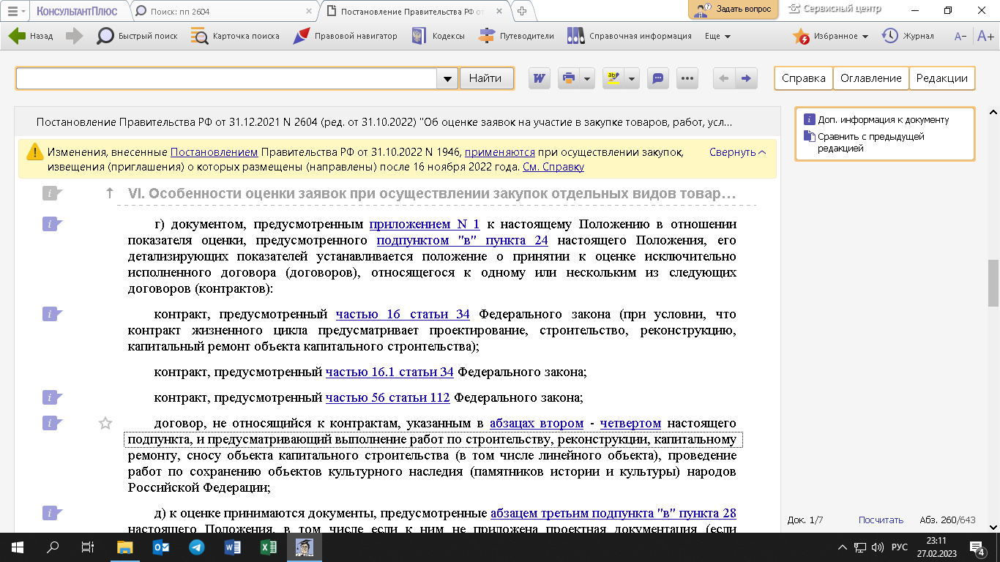 КОНСУЛЬТАНТПЛЮС
Поиск: пп 2604
Постановление Правительства РФ от
Задать вопрос
Сервисный центр
Назад
Быстрый поиск
Карточка поиска
Правовой навигатор
Кодексы
Путеводители
Справочная информация
Еще
Избранное
Журнал
А−
А+
Найти
W
ab
Справка
Оглавление
Редакции
Постановление Правительства РФ от 31.12.2021 N 2604 (ред. от 31.10.2022) "Об оценке заявок на участие в закупке товаров, работ, усл...
i Доп. информация к документу
Сравнить с предыдущей
редакцией
Изменения, внесенные Постановлением Правительства РФ от 31.10.2022 N 1946, применяются при осуществлении закупок,
извещения (приглашения) о которых размещены (направлены) после 16 ноября 2022 года. См. Справку
Свернуть
i ↑ VI. Особенности оценки заявок при осуществлении закупок отдельных видов товар...
i г) документом, предусмотренным приложением N 1 к настоящему Положению в отношении
показателя оценки, предусмотренного подпунктом "в" пункта 24 настоящего Положения, его
детализирующих показателей устанавливается положение о принятии к оценке исключительно
исполненного договора (договоров), относящегося к одному или нескольким из следующих
договоров (контрактов):
i контракт, предусмотренный частью 16 статьи 34 Федерального закона (при условии, что
контракт жизненного цикла предусматривает проектирование, строительство, реконструкцию,
капитальный ремонт объекта капитального строительства);
контракт, предусмотренный частью 16.1 статьи 34 Федерального закона;
i контракт, предусмотренный частью 56 статьи 112 Федерального закона;
i договор, не относящийся к контрактам, указанным в абзацах втором - четвертом настоящего
подпункта, и предусматривающий выполнение работ по строительству, реконструкции, капитальному
ремонту, сносу объекта капитального строительства (в том числе линейного объекта), проведение
работ по сохранению объектов культурного наследия (памятников истории и культуры) народов
Российской Федерации;
i д) к оценке принимаются документы, предусмотренные абзацем третьим подпункта "в" пункта 28
настоящего Положения, в том числе если к ним не приложена проектная документация (если
Док. 1/7
Посчитать
Абз. 260/643
РУС
23:11
27.02.2023
4